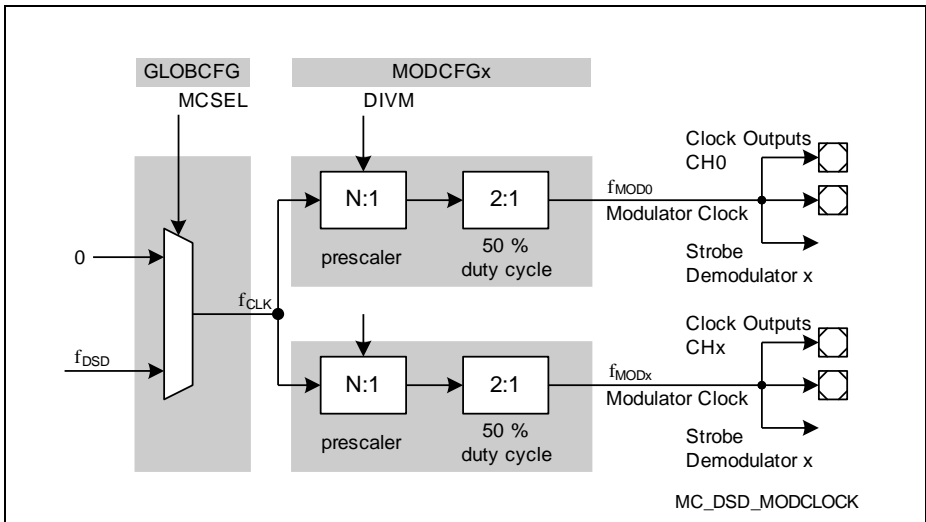 GLOBCFG
MODCFGx
MCSEL
DIVM
Clock Outputs
CH0
N:1
2:1
fMOD0
Modulator Clock
0
prescaler
50 %
duty cycle
Strobe
Demodulator x
fCLK
Clock Outputs
CHx
fDSD
N:1
2:1
fMODx
Modulator Clock
prescaler
50 %
duty cycle
Strobe
Demodulator x
MC_DSD_MODCLOCK